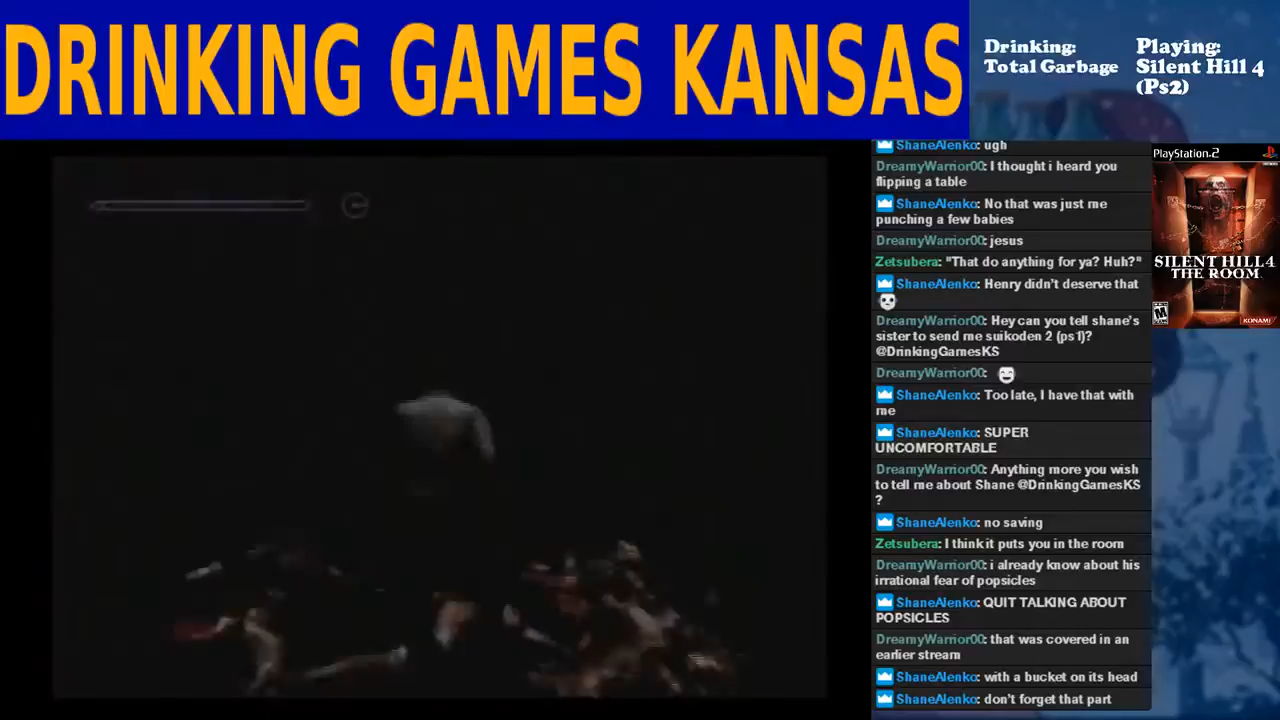 DRINKING GAMES KANSAS
Drinking:
Total Garbage
Playing:
Silent Hill 4
(Ps2)
ShaneAlenko: ugh
DreamyWarrior00: I thought i heard you
flipping a table
ShaneAlenko: No that was just me
punching a few babies
DreamyWarrior00: jesus
Zetsubera: "That do anything for ya? Huh?"
ShaneAlenko: Henry didn't deserve that
DreamyWarrior00: Hey can you tell shane's
sister to send me suikoden 2 (ps1)?
@DrinkingGamesKS
DreamyWarrior00:
ShaneAlenko: Too late, I have that with
me
ShaneAlenko: SUPER
UNCOMFORTABLE
DreamyWarrior00: Anything more you wish
to tell me about Shane @DrinkingGamesKS
?
ShaneAlenko: no saving
Zetsubera: I think it puts you in the room
DreamyWarrior00: i already know about his
irrational fear of popsicles
ShaneAlenko: QUIT TALKING ABOUT
POPSICLES
DreamyWarrior00: that was covered in an
earlier stream
ShaneAlenko: with a bucket on its head
ShaneAlenko: don't forget that part
PlayStation.2
SILENT HILL 4
THE ROOM
M
KONAMI